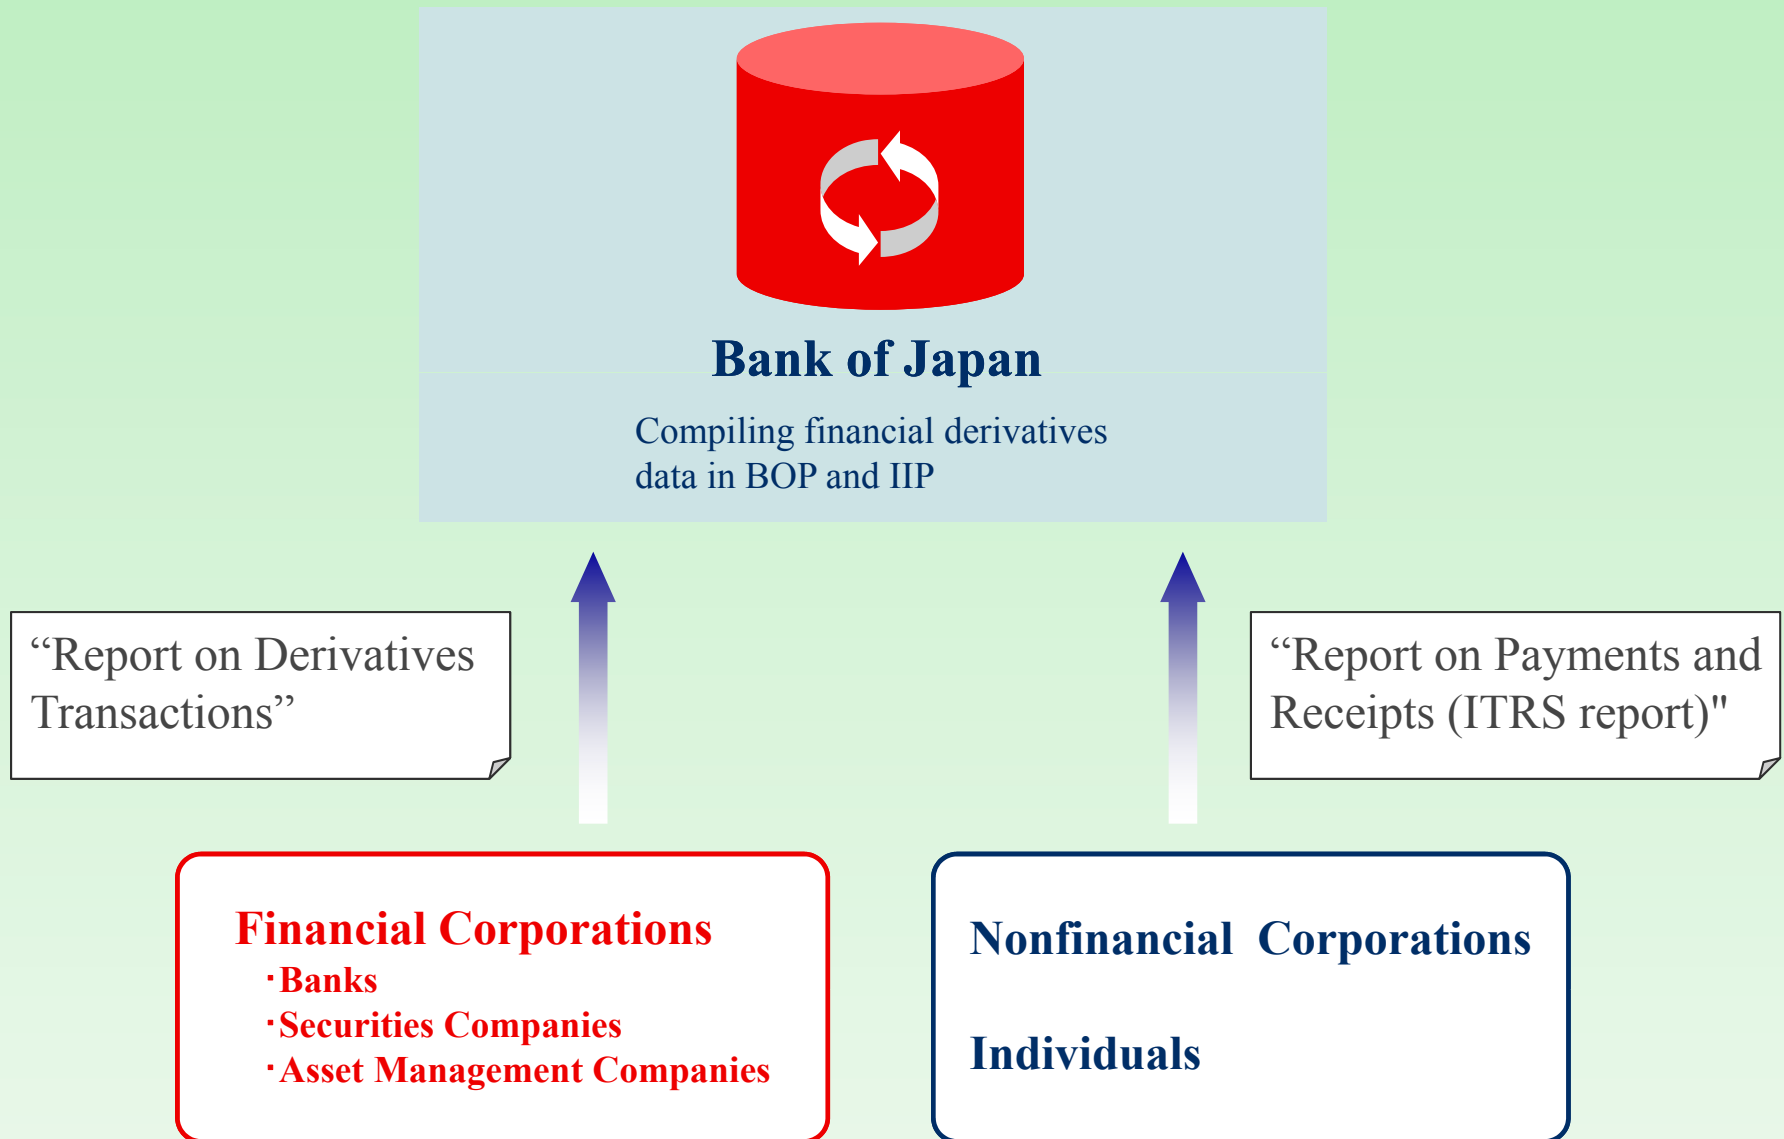 Bank of Japan
Compiling financial derivatives
data in BOP and IIP
“Report on Derivatives
Transactions”
“Report on Payments and
Receipts (ITRS report)"
Financial Corporations
･Banks
･Securities Companies
･Asset Management Companies
Nonfinancial Corporations
Individuals